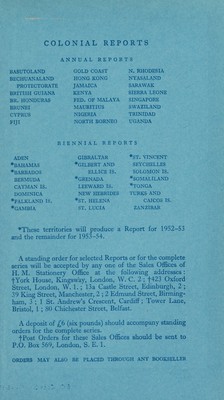 COLONIAL REPORTS
ANNUAL REPORTS
BASUTOLAND GOLD COAST N. RHODESIA
BECHUANALAND HONG KONG NYASALAND
PROTECTORATE JAMAICA SARAWAK
BRITISH GUIANA KENYA SIERRA LEONE
BR. HONDURAS FED. OF MALAYA SINGAPORE
BRUNEI MAURITIUS SWAZILAND
CYPRUS NIGERIA TRINIDAD
FIJI NORTH BORNEO UGANDA
BIENNIAL REPORTS
ADEN GIBRALTAR *ST. VINCENT
*BAHAMAS *GILBERT AND SEYCHELLES
*BARBADOS ELLICE IS. SOLOMON IS.
BERMUDA *GRENADA *SOMALILAND
CAYMAN IS. LEEWARD IS. *TONGA
DOMINICA NEW HEBRIDES TURKS AND
*FALKLAND IS. *ST. HELENA CAICOS IS.
*GAMBIA ST. LUCIA ZANZIBAR
*These territories will produce a Report for 1952–53
and the remainder for 1953–54.
A standing order for selected Reports or for the complete
series will be accepted by any one of the Sales Offices of
H. M. Stationery Office at the following addresses :
†York House, Kingsway, London, W. C. 2 ; †423 Oxford
Street, London, W. 1. ; 13a Castle Street, Edinburgh, 2 ;
39 King Street, Manchester, 2 ; 2 Edmund Street, Birming-
ham, 3 ; 1 St. Andrew's Crescent, Cardiff ; Tower Lane,
Bristol, 1 ; 80 Chichester Street, Belfast.
A deposit of £6 (six pounds) should accompany standing
orders for the complete series.
†Post Orders for these Sales Offices should be sent to
P.O. Box 569, London, S. E. 1.
ORDERS MAY ALSO BE PLACED THROUGH ANY BOOKSELLER